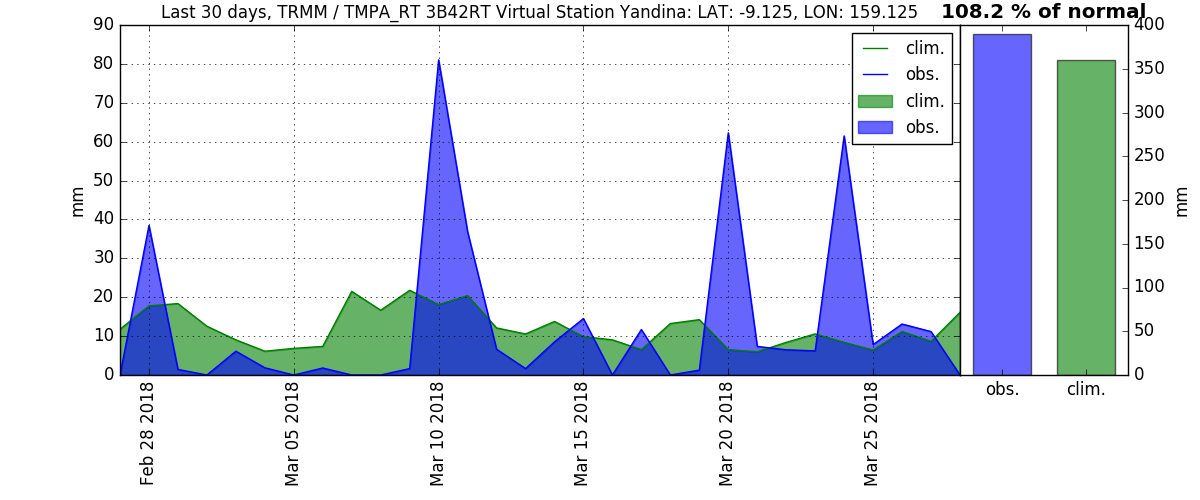 Last 30 days, TRMM / TMPA_RT 3B42RT Virtual Station Yandina: LAT: -9.125, LON: 159.125
108.2 % of normal
90
80
70
60
50
40
30
20
10
0
mm
clim.
obs.
clim.
obs.
Feb 28 2018
Mar 05 2018
Mar 10 2018
Mar 15 2018
Mar 20 2018
Mar 25 2018
400
350
300
250
200
150
100
50
0
mm
obs.
clim.